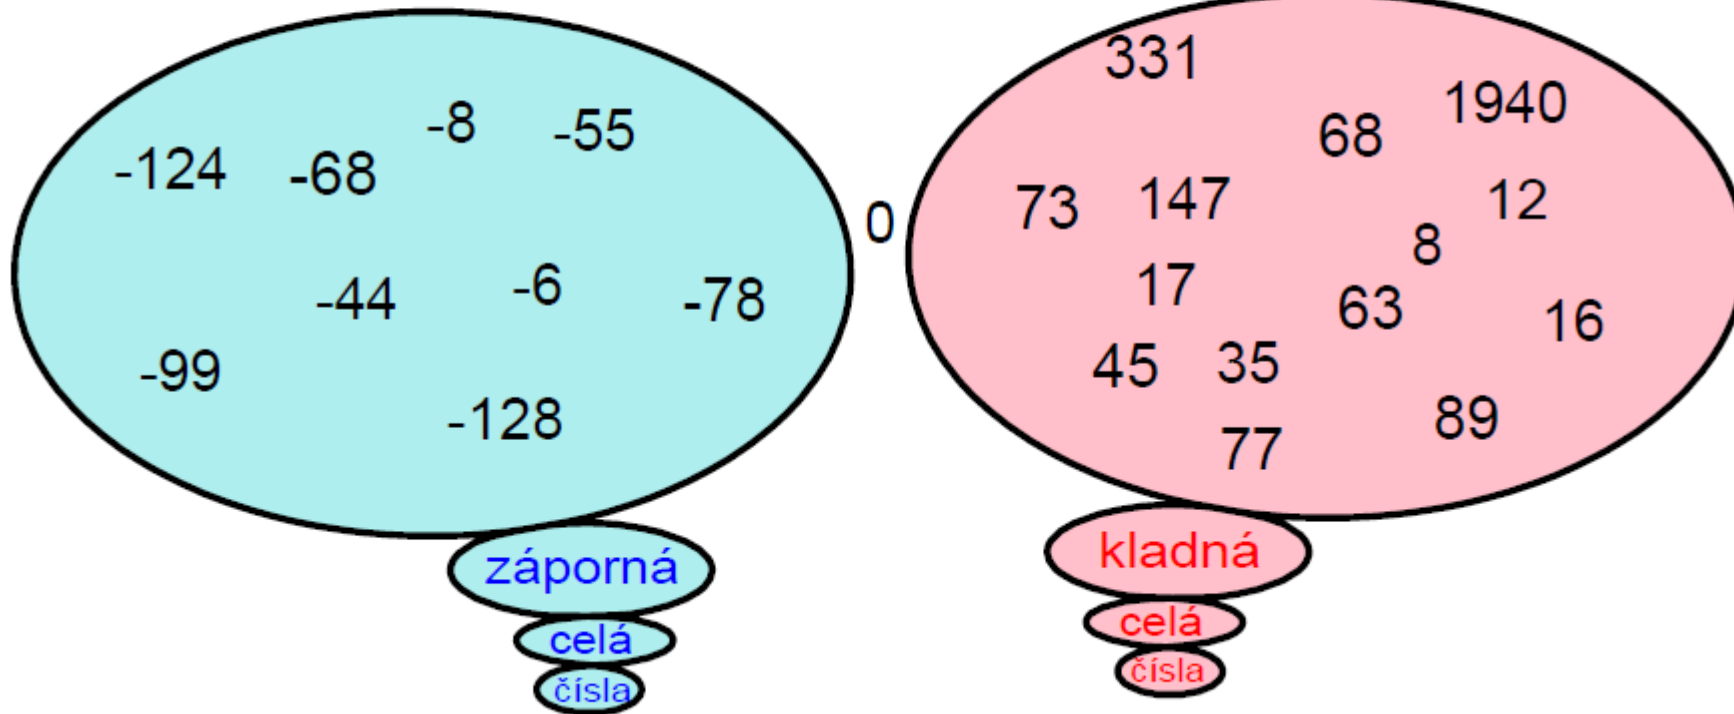 -124 -68 -8 -55
-44 -6 -78
-99 -128
záporná
celá
čísla
0
331 68 1940
73 147 8 12
17 63 16
45 35 89
77
kladná
celá
čísla